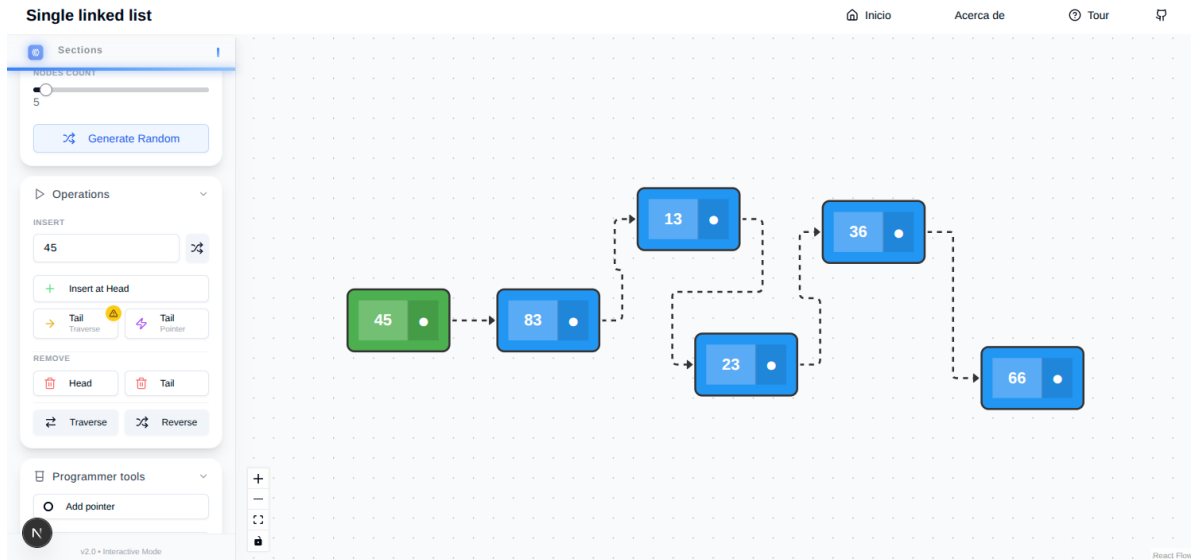 Single linked list
Inicio
Acerca de
Tour
Sections
NODES COUNT
5
Generate Random
Operations
INSERT
45
Insert at Head
Tail
Traverse
Tail
Pointer
REMOVE
Head
Tail
Traverse
Reverse
Programmer tools
Add pointer
N
v2.0 • Interactive Mode
45
83
13
23
36
66
React Flow